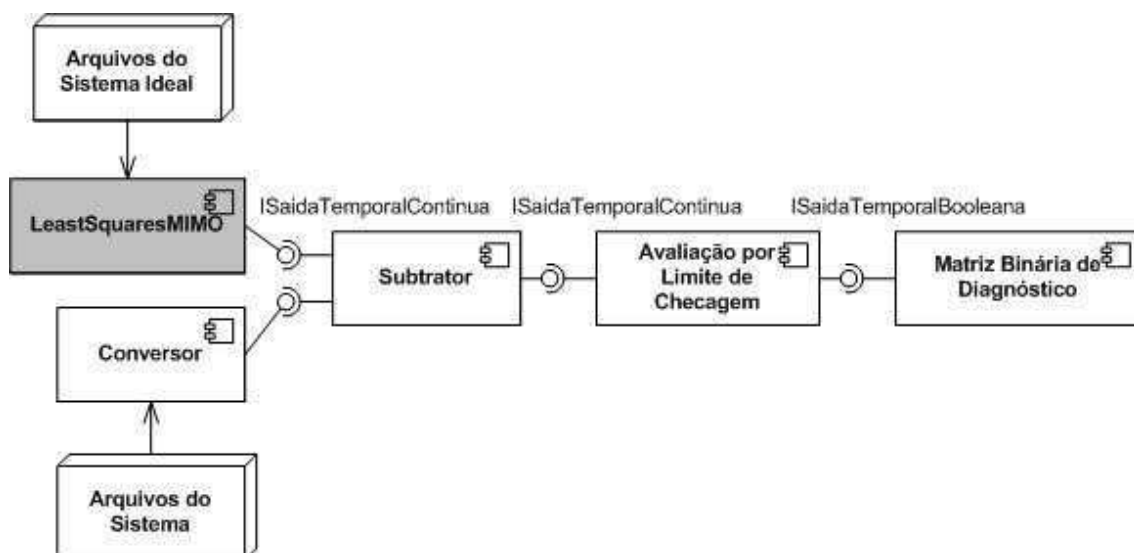 Arquivos do
Sistema Ideal
LeastSquaresMIMO
ISaidaTemporalContinua
ISaidaTemporalContinua
ISaidaTemporalBooleana
Subtrator
Avaliação por
Limite de
Checagem
Matriz Binária de
Diagnóstico
Conversor
Arquivos do
Sistema